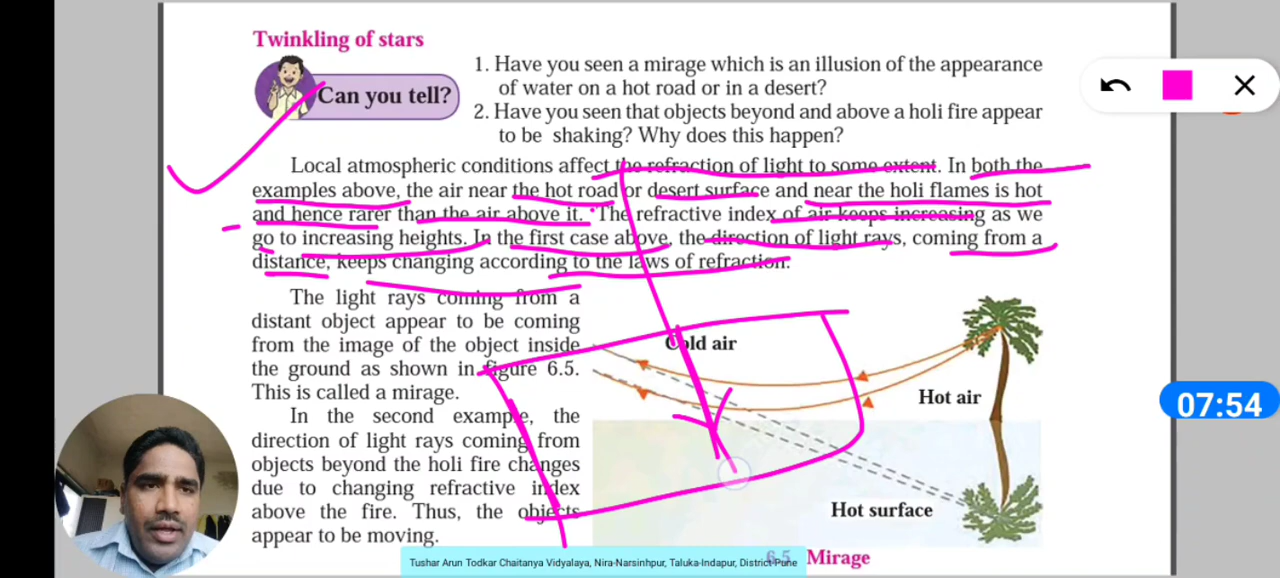 Twinkling of stars
Can you tell?
1. Have you seen a mirage which is an illusion of the appearance
of water on a hot road or in a desert?
2. Have you seen that objects beyond and above a holi fire appear
to be shaking? Why does this happen?
Local atmospheric conditions affect the refraction of light to some extent. In both the
examples above, the air near the hot road or desert surface and near the holi flames is hot
and hence rarer than the air above it. The refractive index of air keeps increasing as we
go to increasing heights. In the first case above, the direction of light rays, coming from a
distance, keeps changing according to the laws of refraction.
The light rays coming from a
distant object appear to be coming
from the image of the object inside
the ground as shown in figure 6.5.
This is called a mirage.
In the second example, the
direction of light rays coming from
objects beyond the holi fire changes
due to changing refractive index
above the fire. Thus, the objects
appear to be moving.
Cold air
Hot air
Hot surface
6.5 Mirage
07:54
Tushar Arun Todkar Chaitanya Vidyalaya, Nira-Narsinhpur, Taluka-Indapur, District-Pune